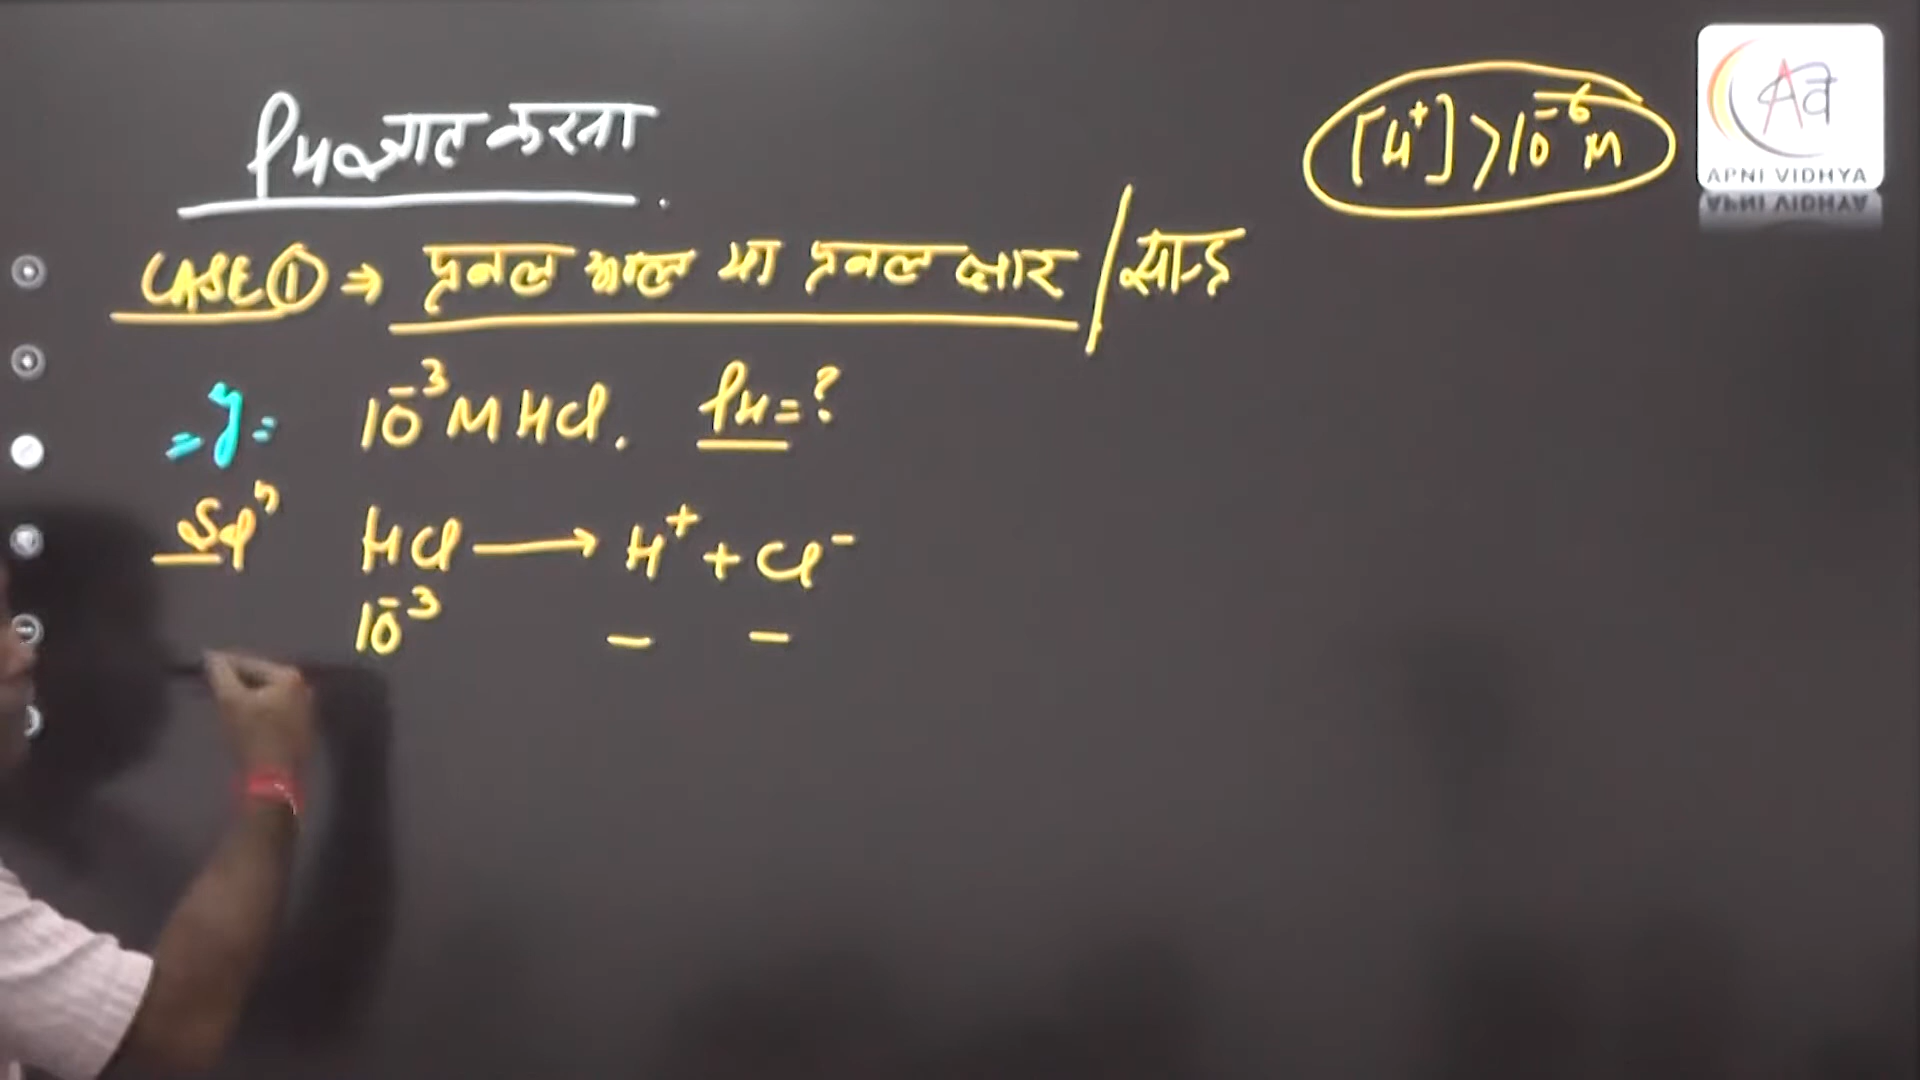 PH ज्ञात करना
[H⁺] > 10⁻⁶ M
APNI VIDHYA
CASE ① ⇒ प्रबल अम्ल या प्रबल क्षार / सान्द्र
10⁻³ M HCl. PH = ?
Solⁿ HCl ⟶ H⁺ + Cl⁻
10⁻³ – –